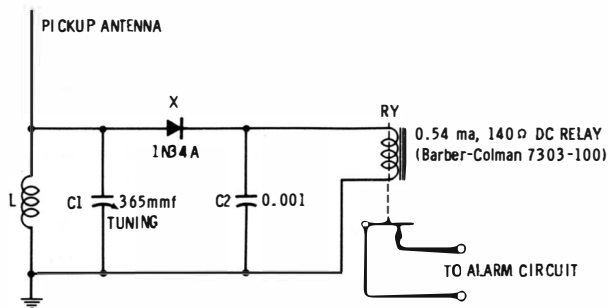 PICKUP ANTENNA
X
1N34A
RY
0.54 ma, 140 Ω DC RELAY
(Barber-Colman 7303-100)
L
C1
365mmf
TUNING
C2
0.001
TO ALARM CIRCUIT